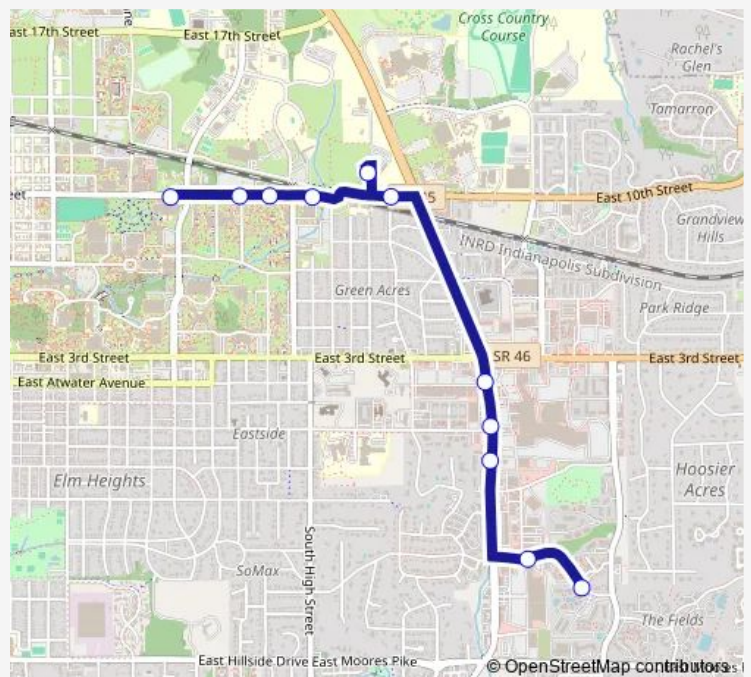 Cross Country
Course
ast 17th Street
East 17th Street
Rachel's
Glen
Tamarron
eet
East 10th Street
Grandview
Hills
INRD Indianapolis Subdivision
Green Acres
Park Ridge
East 3rd Street
East 3rd Street
SR 46
East 3rd Street
East Atwater Avenue
Eastside
Elm Heights
Hoosier
Acres
South High Street
SoMax
The Fields
East Hillside Drive
East Moores Pike
© OpenStreetMap contributors